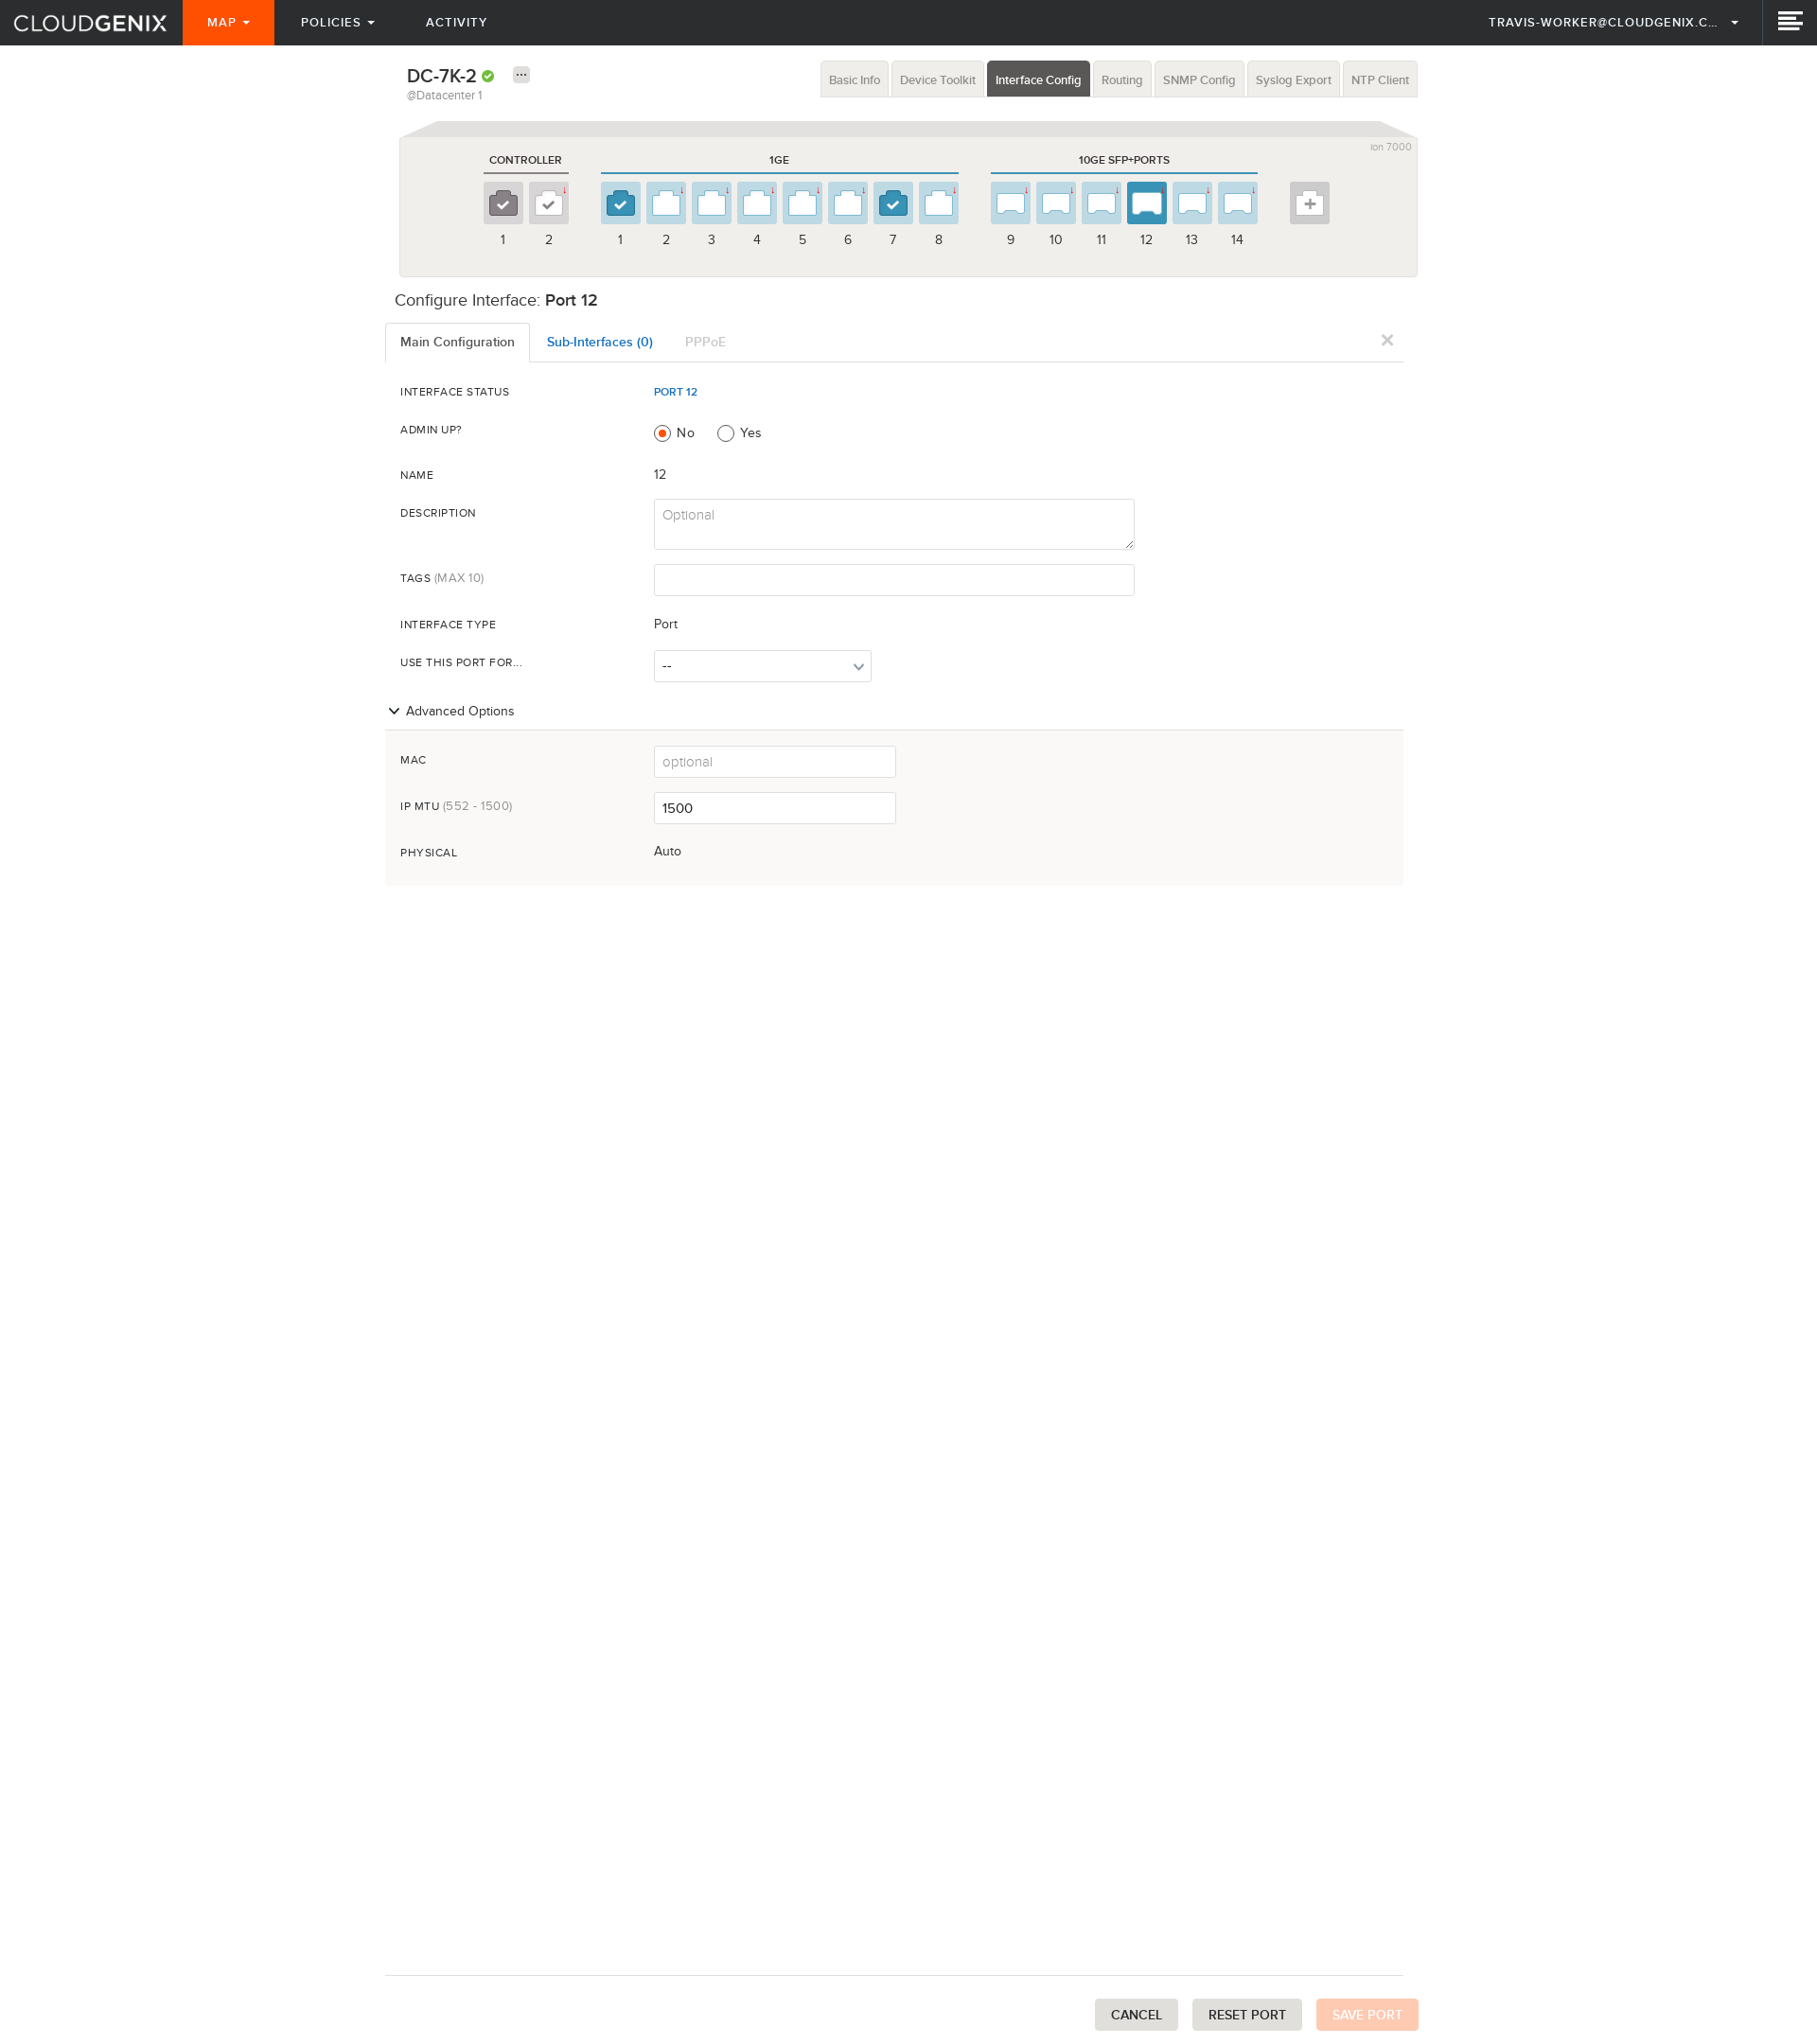 CLOUDGENIX MAP POLICIES ACTIVITY TRAVIS-WORKER@CLOUDGENIX.C...
DC-7K-2
@Datacenter 1
Basic Info Device Toolkit Interface Config Routing SNMP Config Syslog Export NTP Client
ion 7000
CONTROLLER 1GE 10GE SFP+PORTS
1 2 1 2 3 4 5 6 7 8 9 10 11 12 13 14
Configure Interface: Port 12
Main Configuration Sub-Interfaces (0) PPPoE
INTERFACE STATUS PORT 12
ADMIN UP? No Yes
NAME 12
DESCRIPTION Optional
TAGS (MAX 10)
INTERFACE TYPE Port
USE THIS PORT FOR... --
Advanced Options
MAC optional
IP MTU (552 - 1500) 1500
PHYSICAL Auto
CANCEL RESET PORT SAVE PORT